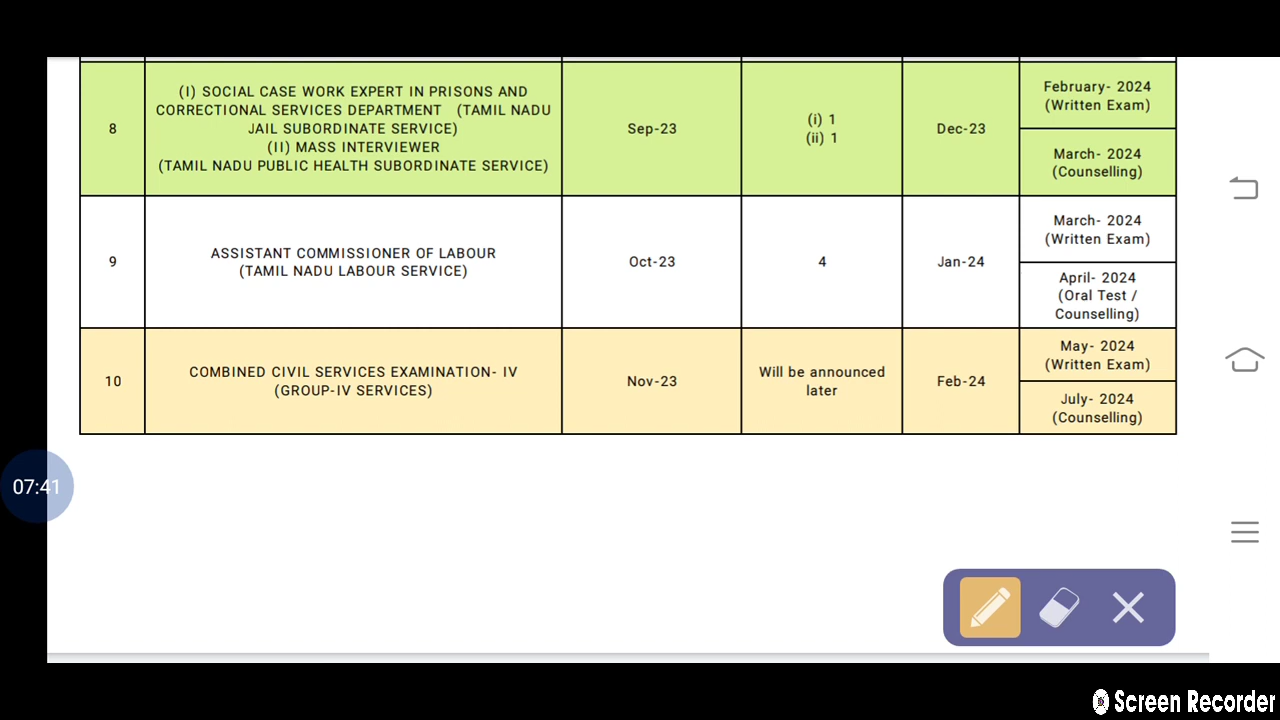 8
(I) SOCIAL CASE WORK EXPERT IN PRISONS AND
CORRECTIONAL SERVICES DEPARTMENT (TAMIL NADU
JAIL SUBORDINATE SERVICE)
(II) MASS INTERVIEWER
(TAMIL NADU PUBLIC HEALTH SUBORDINATE SERVICE)
Sep-23
(i) 1
(ii) 1
Dec-23
February- 2024
(Written Exam)
March- 2024
(Counselling)
9
ASSISTANT COMMISSIONER OF LABOUR
(TAMIL NADU LABOUR SERVICE)
Oct-23
4
Jan-24
March- 2024
(Written Exam)
April- 2024
(Oral Test /
Counselling)
10
COMBINED CIVIL SERVICES EXAMINATION- IV
(GROUP-IV SERVICES)
Nov-23
Will be announced
later
Feb-24
May- 2024
(Written Exam)
July- 2024
(Counselling)
07:41
Screen Recorder